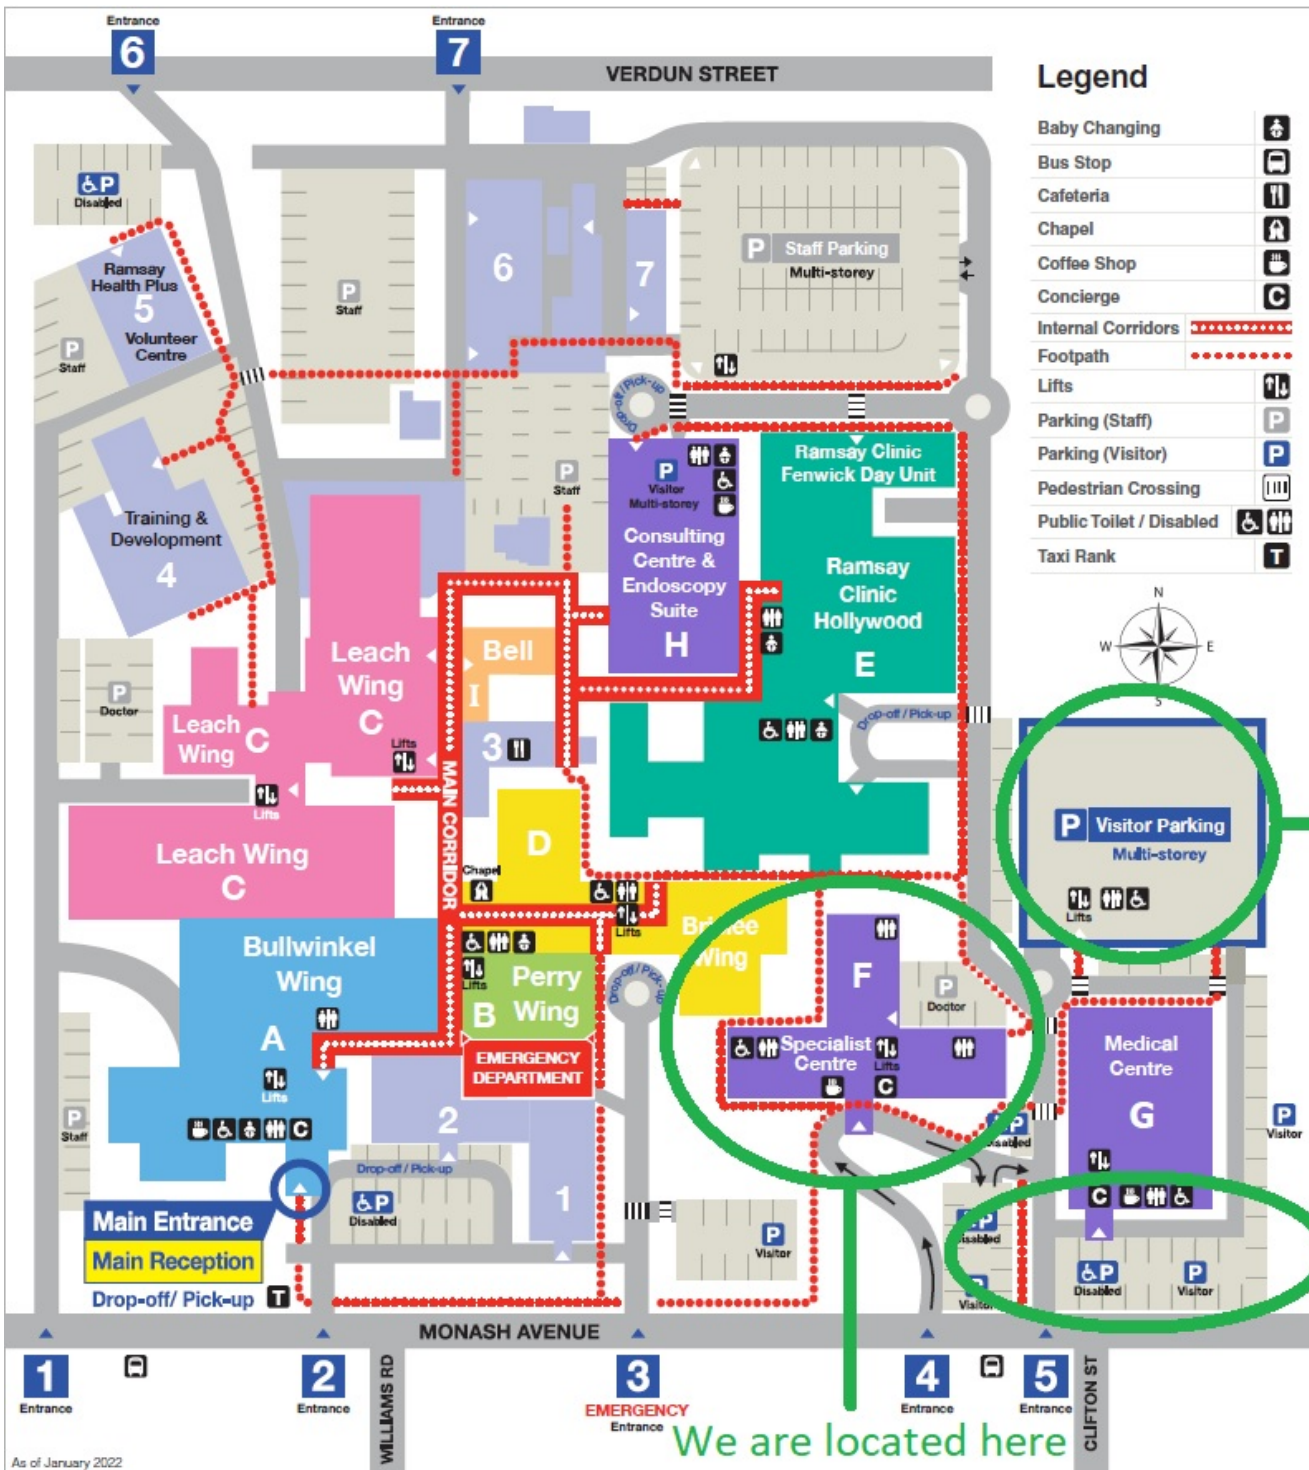 Entrance
6
Entrance
7
VERDUN STREET
Legend
Baby Changing
Bus Stop
Cafeteria
Chapel
Coffee Shop
Concierge
C
Internal Corridors
Footpath
Lifts
Parking (Staff)
P
Parking (Visitor)
P
Pedestrian Crossing
Public Toilet / Disabled
Taxi Rank
T
N
W
E
S
P
Disabled
Ramsay
Health Plus
5
Volunteer
Centre
P
Staff
P
Staff
6
7
P Staff Parking
Multi-storey
Drop-off / Pick-up
Training &
Development
4
P
Staff
P
Visitor
Multi-storey
Consulting
Centre &
Endoscopy
Suite
H
Ramsay Clinic
Fenwick Day Unit
Ramsay
Clinic
Hollywood
E
Drop-off / Pick-up
P
Doctor
Leach
Wing
C
Leach
Wing
C
Lifts
Lifts
Leach Wing
C
Bell
I
3
MAIN CORRIDOR
D
Chapel
Lifts
Brislee
Wing
P Visitor Parking
Multi-storey
Lifts
Bullwinkel
Wing
A
Lifts
C
Lifts
Perry
Wing
B
EMERGENCY
DEPARTMENT
Drop-off / Pick-up
F
P
Doctor
Specialist
Centre
Lifts
C
Medical
Centre
G
C
P
Visitor
P
Staff
2
Drop-off / Pick-up
P
Disabled
1
P
Visitor
P
Disabled
P
Disabled
P
Visitor
P
Disabled
P
Visitor
Main Entrance
Main Reception
Drop-off/ Pick-up T
MONASH AVENUE
1
Entrance
2
Entrance
WILLIAMS RD
3
EMERGENCY
Entrance
4
Entrance
5
Entrance
CLIFTON ST
We are located here
As of January 2022